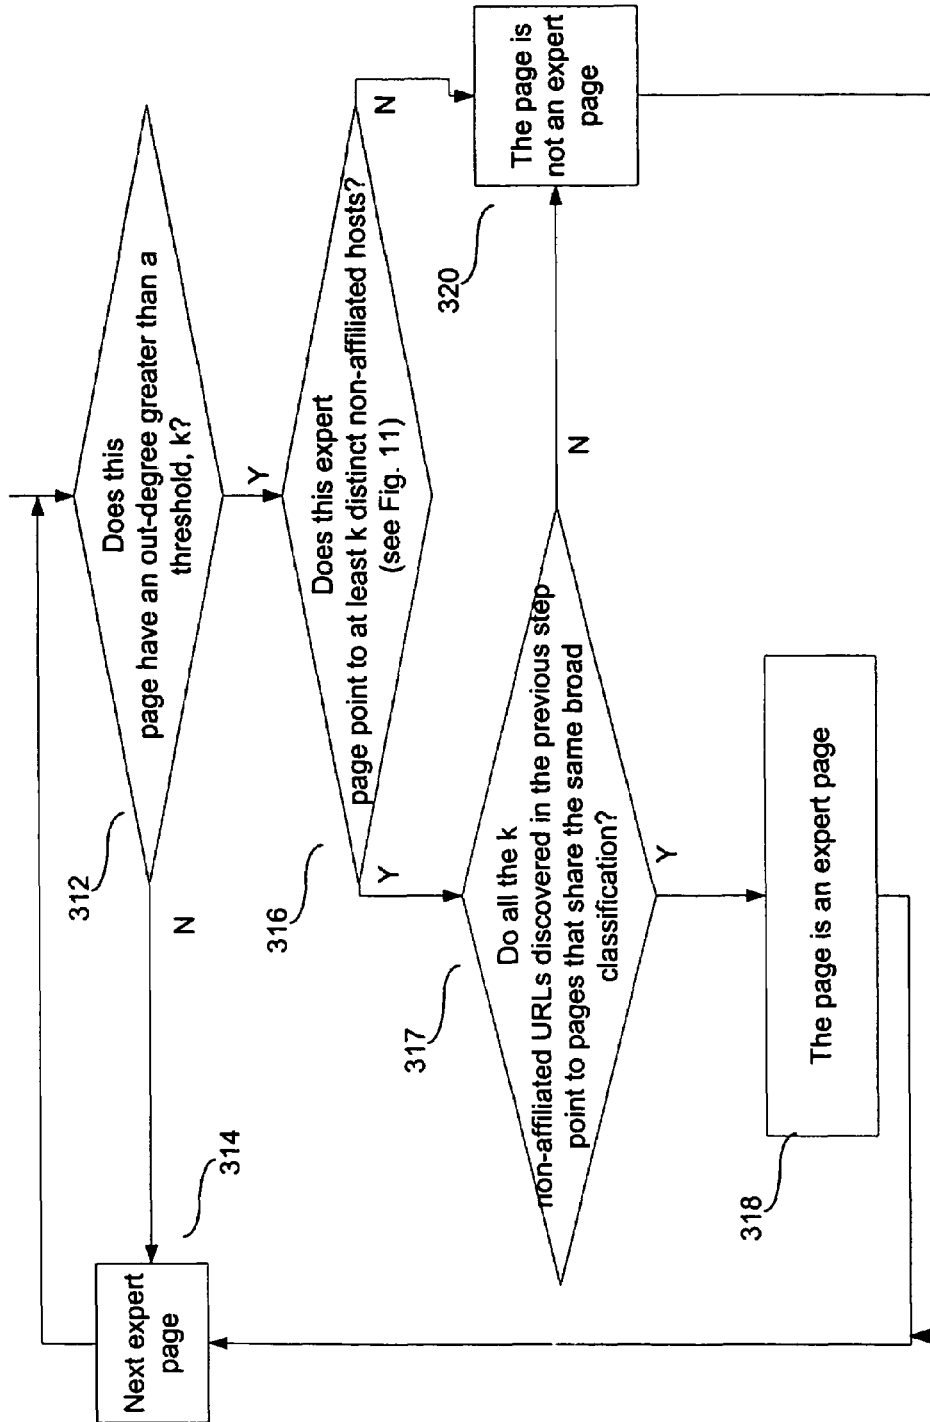 Does this
page have an out-degree greater than a
threshold, k?
312
N
Y
Next expert
page
314
Does this expert
page point to at least k distinct non-affiliated hosts?
(see Fig. 11)
316
N
Y
Do all the k
non-affiliated URLs discovered in the previous step
point to pages that share the same broad
classification?
317
N
Y
The page is
not an expert
page
320
The page is an expert page
318